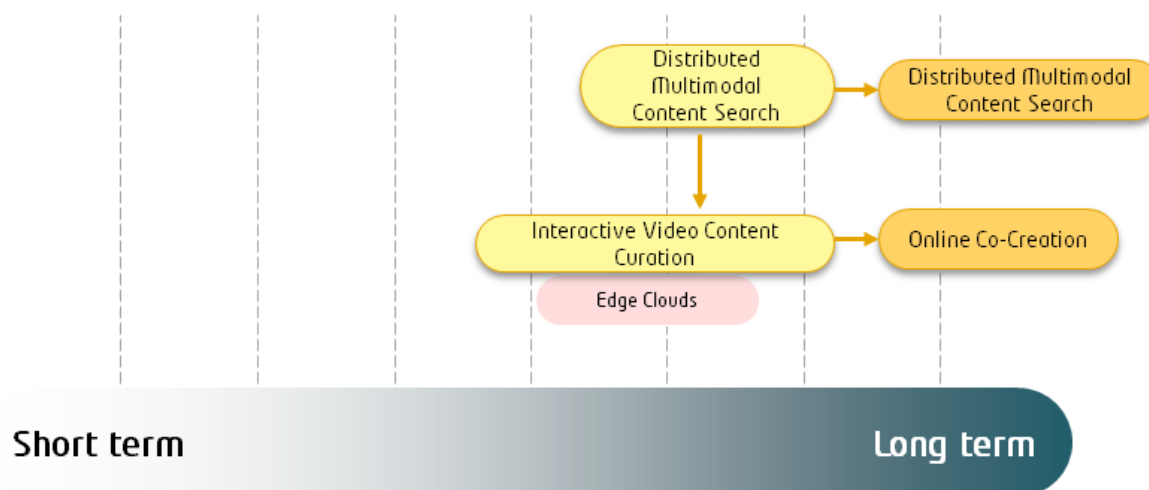 Distributed
Multimodal
Content Search
Distributed Multimodal
Content Search
Interactive Video Content
Curation
Online Co-Creation
Edge Clouds
Short term
Long term